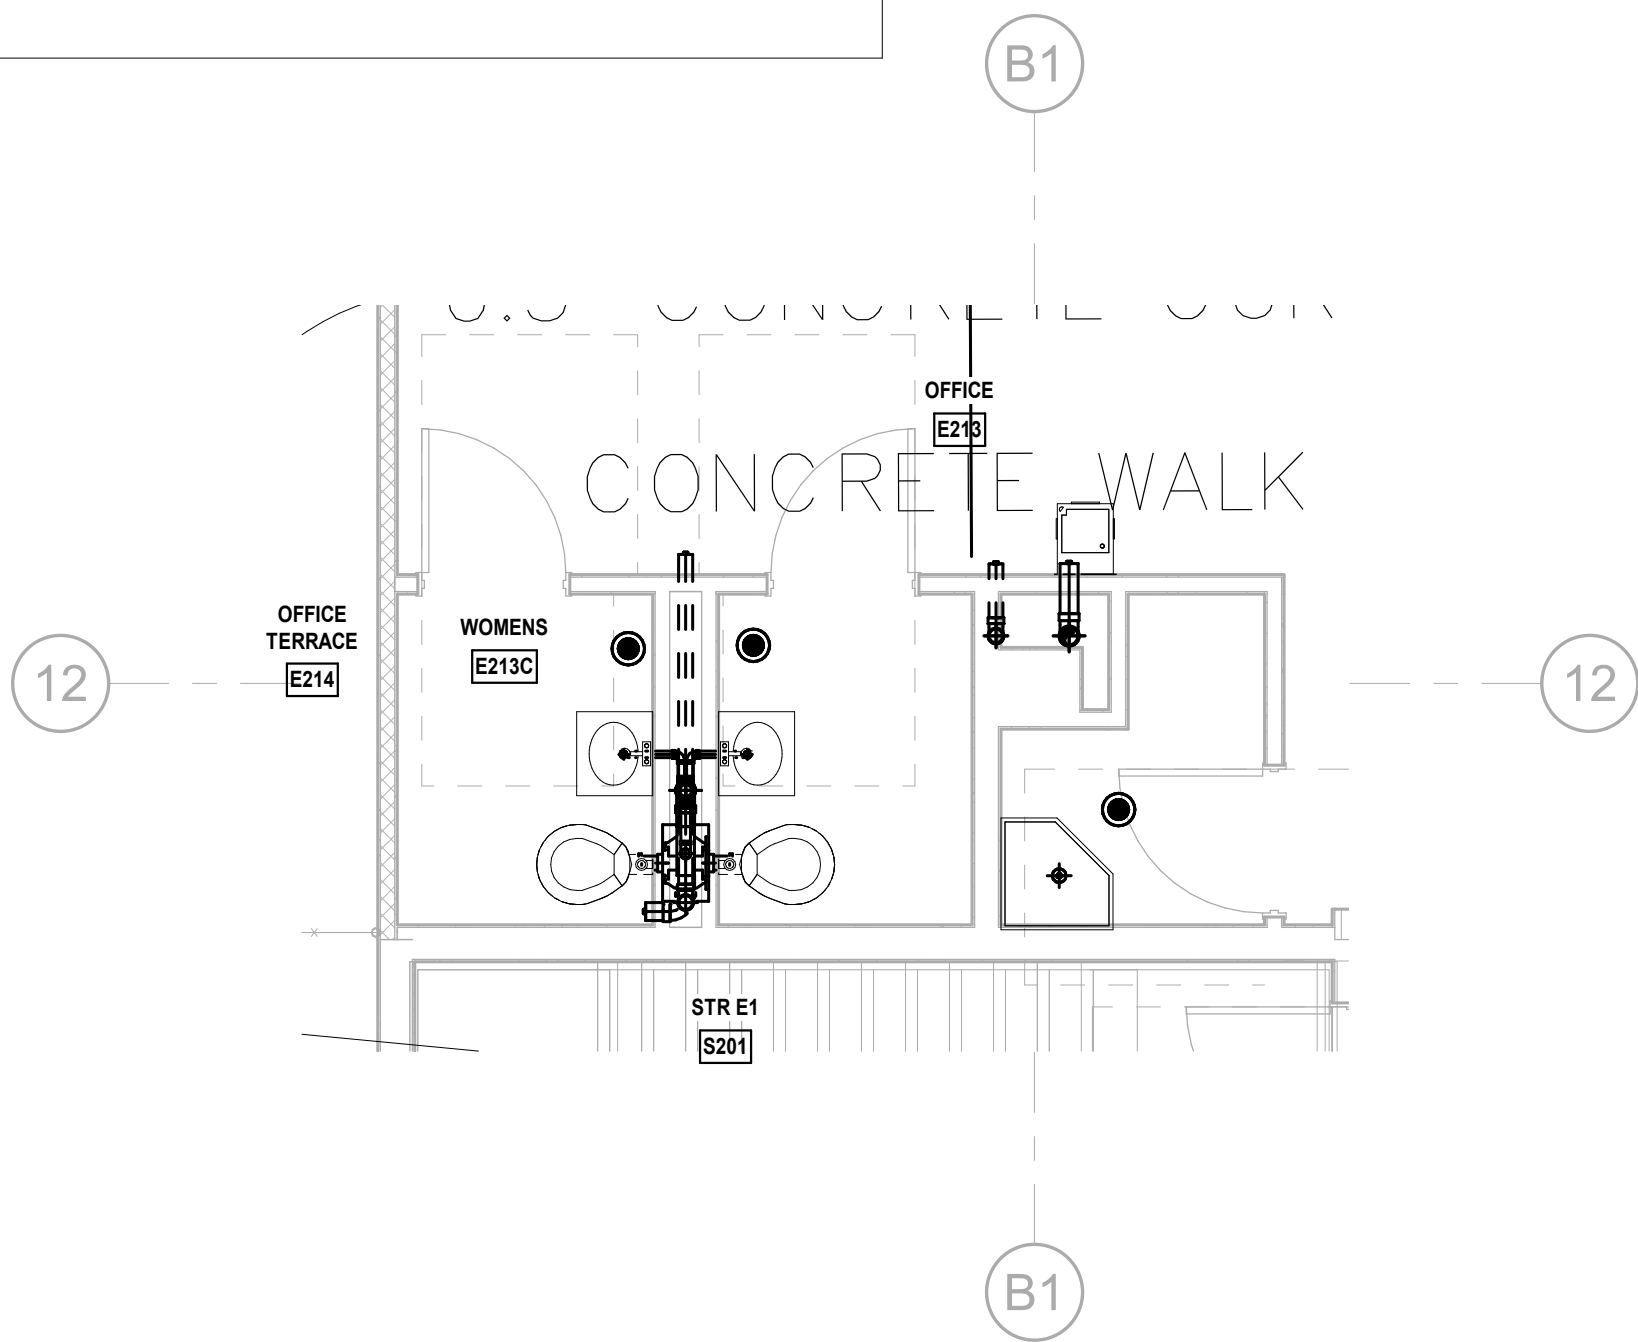 B1
OFFICE
E213
CONCRETE WALK
OFFICE
TERRACE
E214
WOMENS
E213C
12
12
STR E1
S201
B1